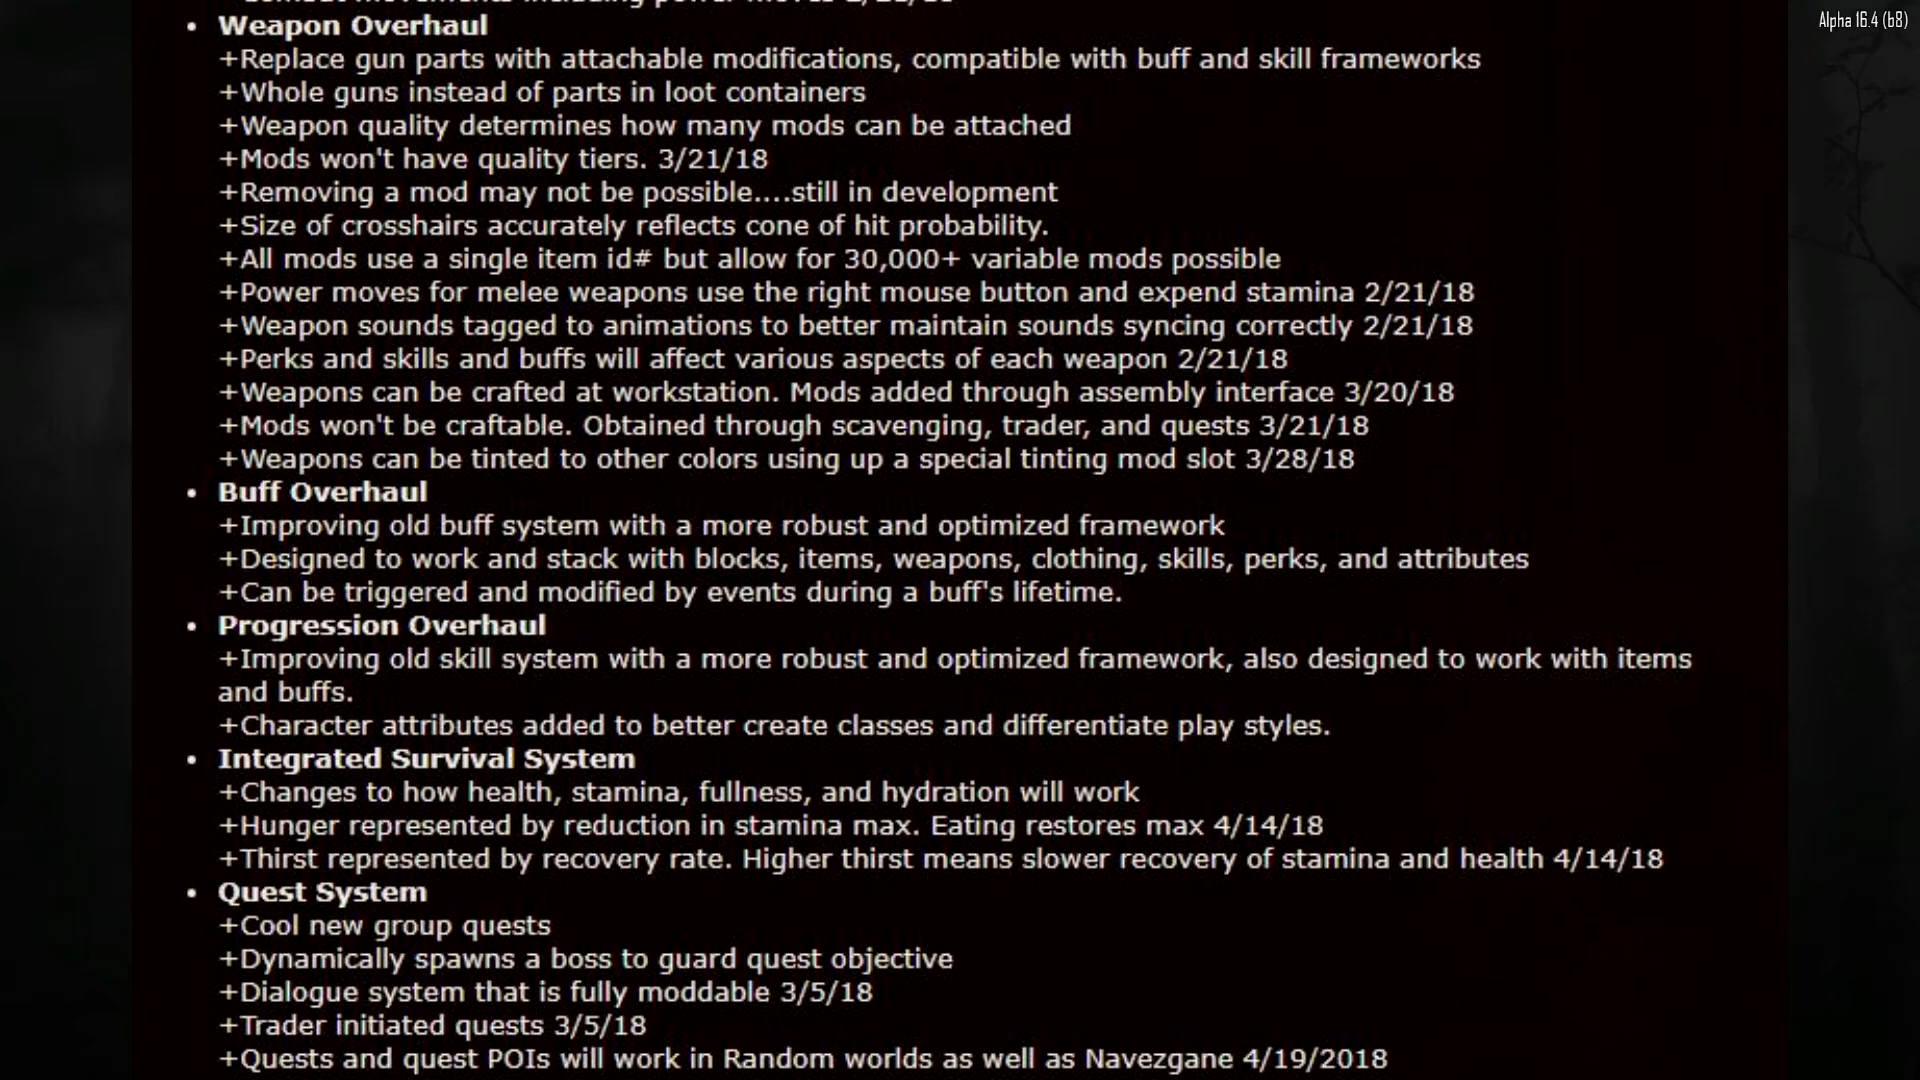 Alpha 16.4 (b8)
• Weapon Overhaul
+Replace gun parts with attachable modifications, compatible with buff and skill frameworks
+Whole guns instead of parts in loot containers
+Weapon quality determines how many mods can be attached
+Mods won't have quality tiers. 3/21/18
+Removing a mod may not be possible....still in development
+Size of crosshairs accurately reflects cone of hit probability.
+All mods use a single item id# but allow for 30,000+ variable mods possible
+Power moves for melee weapons use the right mouse button and expend stamina 2/21/18
+Weapon sounds tagged to animations to better maintain sounds syncing correctly 2/21/18
+Perks and skills and buffs will affect various aspects of each weapon 2/21/18
+Weapons can be crafted at workstation. Mods added through assembly interface 3/20/18
+Mods won't be craftable. Obtained through scavenging, trader, and quests 3/21/18
+Weapons can be tinted to other colors using up a special tinting mod slot 3/28/18
• Buff Overhaul
+Improving old buff system with a more robust and optimized framework
+Designed to work and stack with blocks, items, weapons, clothing, skills, perks, and attributes
+Can be triggered and modified by events during a buff's lifetime.
• Progression Overhaul
+Improving old skill system with a more robust and optimized framework, also designed to work with items
and buffs.
+Character attributes added to better create classes and differentiate play styles.
• Integrated Survival System
+Changes to how health, stamina, fullness, and hydration will work
+Hunger represented by reduction in stamina max. Eating restores max 4/14/18
+Thirst represented by recovery rate. Higher thirst means slower recovery of stamina and health 4/14/18
• Quest System
+Cool new group quests
+Dynamically spawns a boss to guard quest objective
+Dialogue system that is fully moddable 3/5/18
+Trader initiated quests 3/5/18
+Quests and quest POIs will work in Random worlds as well as Navezgane 4/19/2018